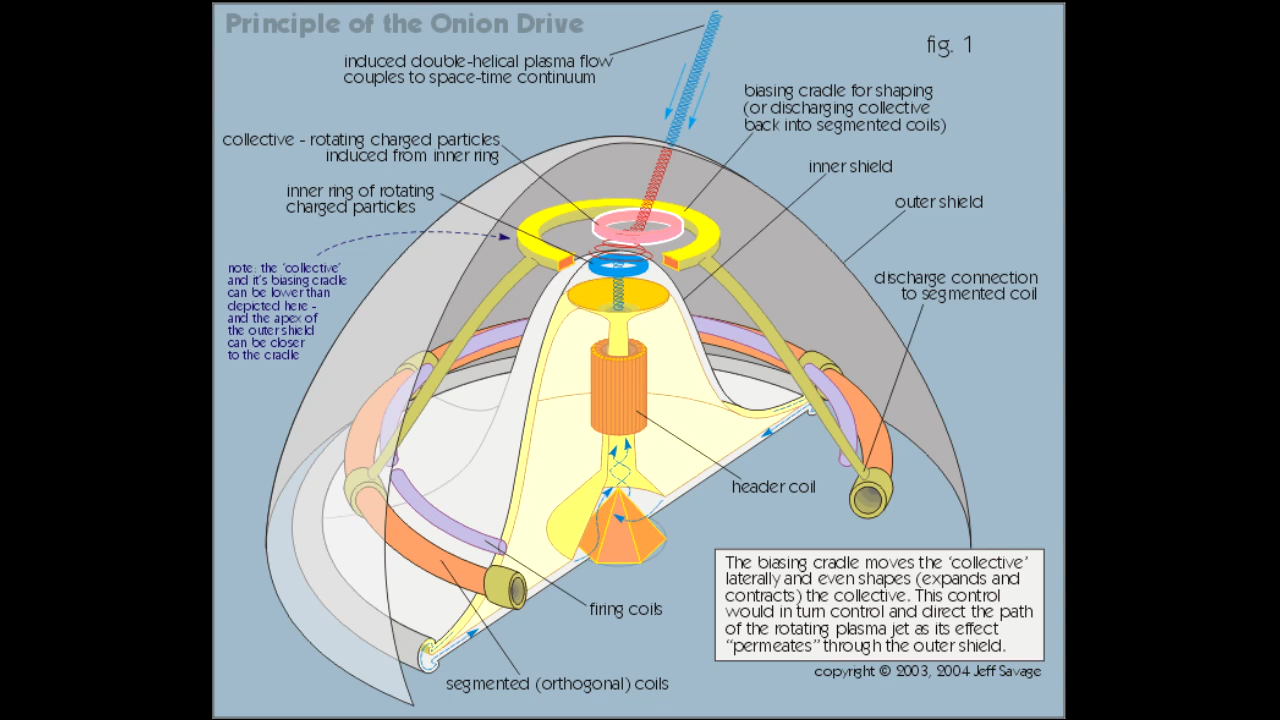 Principle of the Onion Drive
fig. 1
induced double-helical plasma flow
couples to space-time continuum
biasing cradle for shaping
(or discharging collective
back into segmented coils)
collective - rotating charged particles
induced from inner ring
inner shield
inner ring of rotating
charged particles
outer shield
note: the 'collective'
and it's biasing cradle
can be lower than
depicted here -
and the apex of
the outer shield
can be closer
to the cradle
discharge connection
to segmented coil
header coil
The biasing cradle moves the 'collective'
laterally and even shapes (expands and
contracts) the collective. This control
would in turn control and direct the path
of the rotating plasma jet as its effect
"permeates" through the outer shield.
firing coils
copyright © 2003, 2004 Jeff Savage
segmented (orthogonal) coils